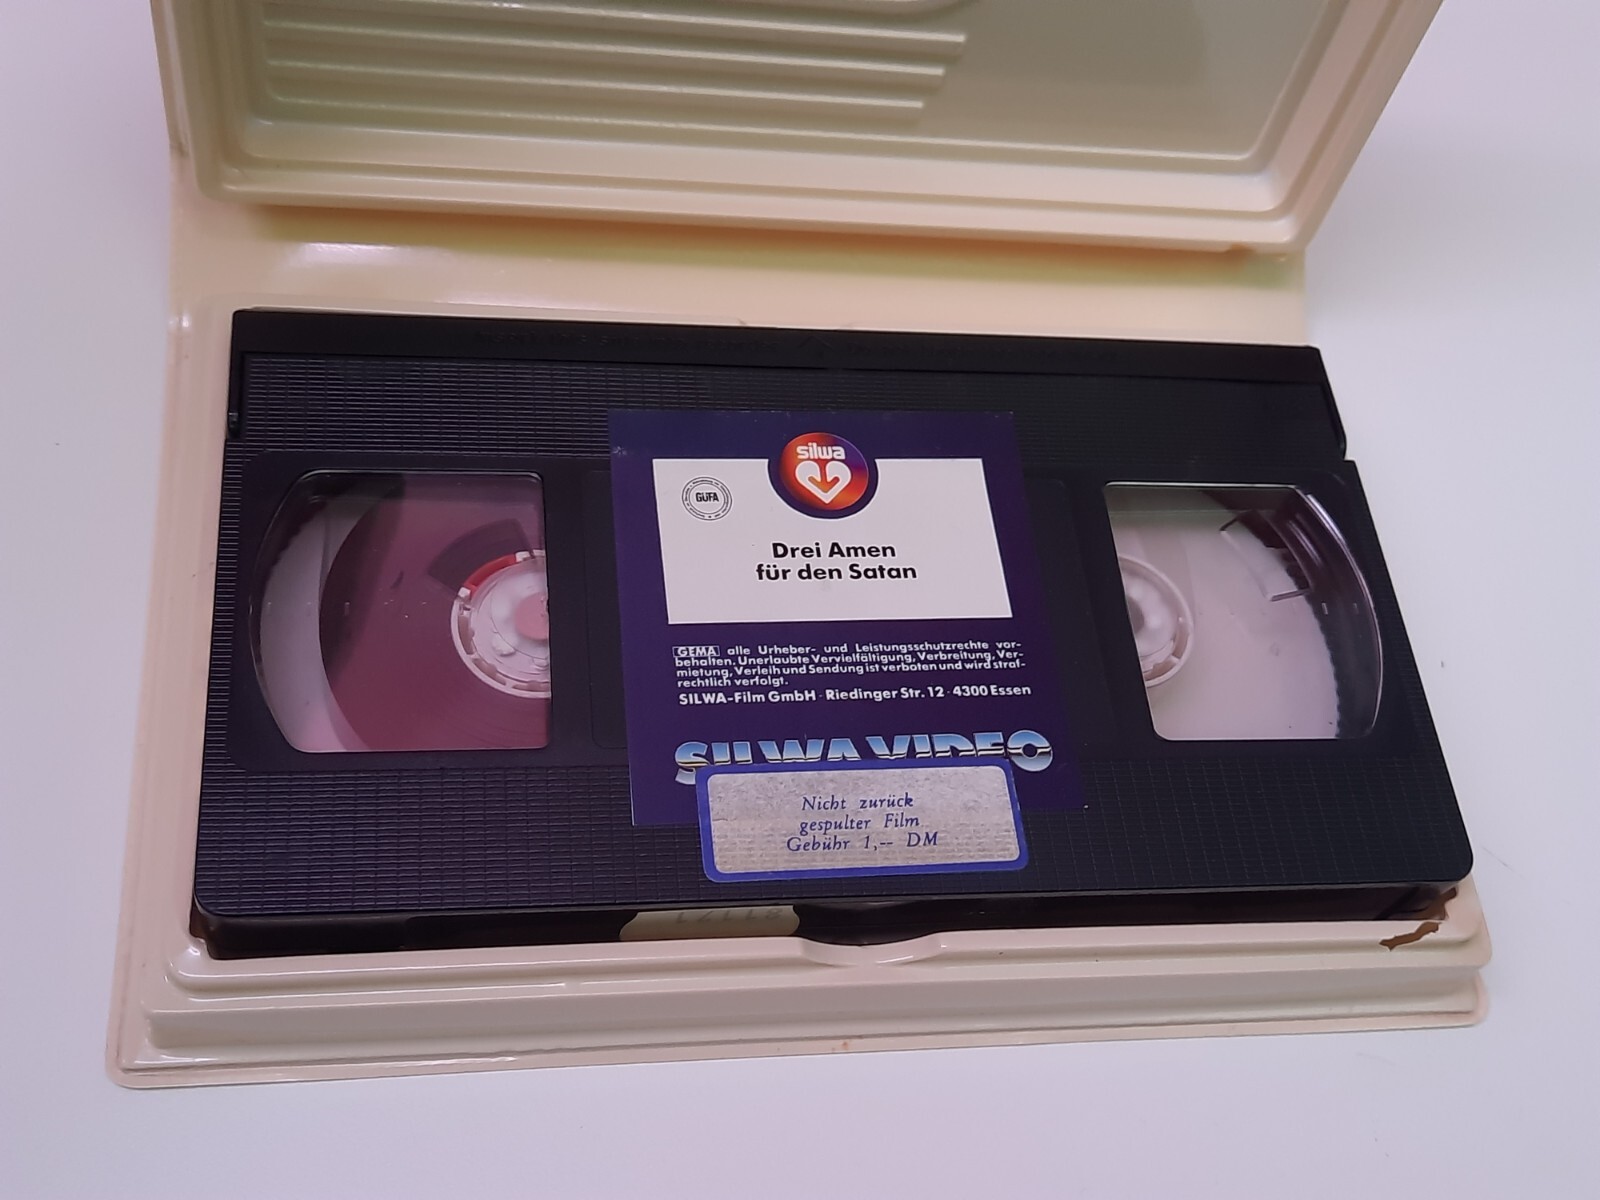 silwa
GÜFA
Drei Amen
für den Satan
GEMA alle Urheber- und Leistungsschutzrechte vor-
behalten. Unerlaubte Vervielfältigung, Verbreitung, Ver-
mietung, Verleih und Sendung ist verboten und wird straf-
rechtlich verfolgt.
SILWA-Film GmbH · Riedinger Str. 12 · 4300 Essen
SILWA VIDEO
Nicht zurück
gespulter Film
Gebühr 1,-- DM